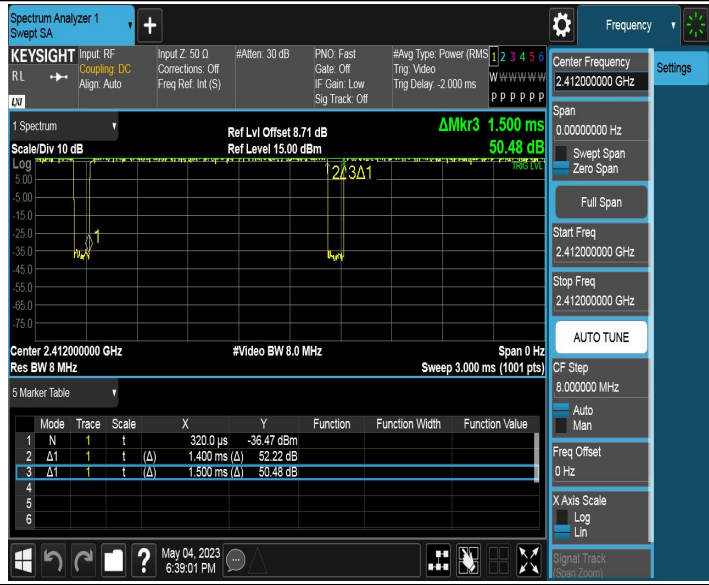 Spectrum Analyzer 1
Swept SA
Frequency
KEYSIGHT Input: RF
RL
Coupling: DC
Align: Auto
Input Z: 50 Ω
Corrections: Off
Freq Ref: Int (S)
#Atten: 30 dB
PNO: Fast
Gate: Off
IF Gain: Low
Sig Track: Off
#Avg Type: Power (RMS
Trig: Video
Trig Delay: -2.000 ms
1 2 3 4 5 6
W W W W W W
P P P P P P
LXI
1 Spectrum
Scale/Div 10 dB
Ref Lvl Offset 8.71 dB
Ref Level 15.00 dBm
ΔMkr3 1.500 ms
50.48 dB
Log
TRIG LVL
5.00
-5.00
-15.0
-25.0
-35.0
-45.0
-55.0
-65.0
-75.0
1
2Δ3Δ1
Center 2.412000000 GHz
Res BW 8 MHz
#Video BW 8.0 MHz
Span 0 Hz
Sweep 3.000 ms (1001 pts)
5 Marker Table
Mode Trace Scale X Y Function Function Width Function Value
1 N 1 t 320.0 µs -36.47 dBm
2 Δ1 1 t (Δ) 1.400 ms (Δ) 52.22 dB
3 Δ1 1 t (Δ) 1.500 ms (Δ) 50.48 dB
4
5
6
?
May 04, 2023
6:39:01 PM
Center Frequency
2.412000000 GHz
Span
0.00000000 Hz
Swept Span
Zero Span
Full Span
Start Freq
2.412000000 GHz
Stop Freq
2.412000000 GHz
AUTO TUNE
CF Step
8.000000 MHz
Auto
Man
Freq Offset
0 Hz
X Axis Scale
Log
Lin
Signal Track
(Span Zoom)
Settings